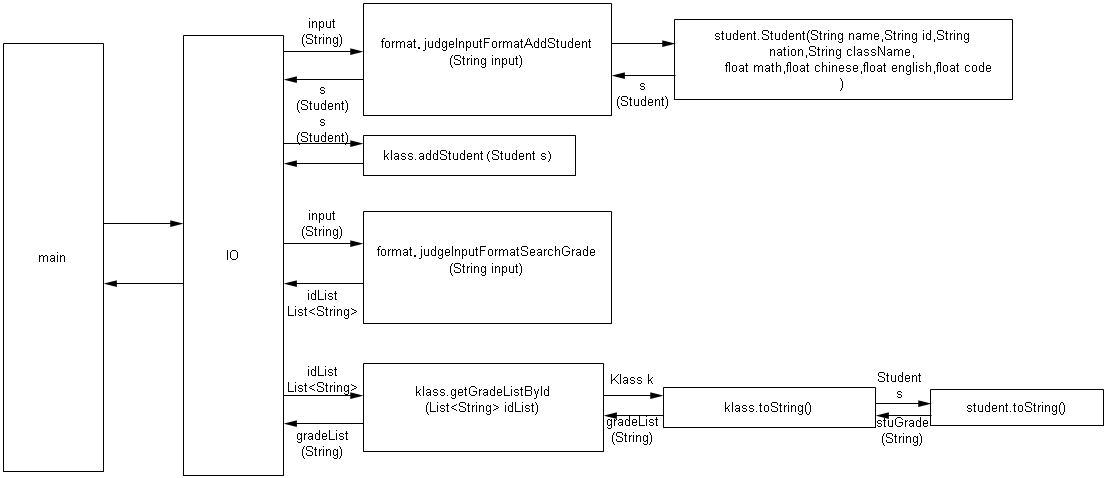 main
IO
input
(String)
format. judgeInputFormatAddStudent
(String input)
s
(Student)
student.Student(String name,String id,String
nation,String className,
float math,float chinese,float english,float code
)
s
(Student)
s
(Student)
klass.addStudent (Student s)
input
(String)
format. judgeInputFormatSearchGrade
(String input)
idList
List<String>
idList
List<String>
klass.getGradeListById
(List<String> idList)
gradeList
(String)
Klass k
gradeList
(String)
klass.toString()
Student
s
stuGrade
(String)
student.toString()